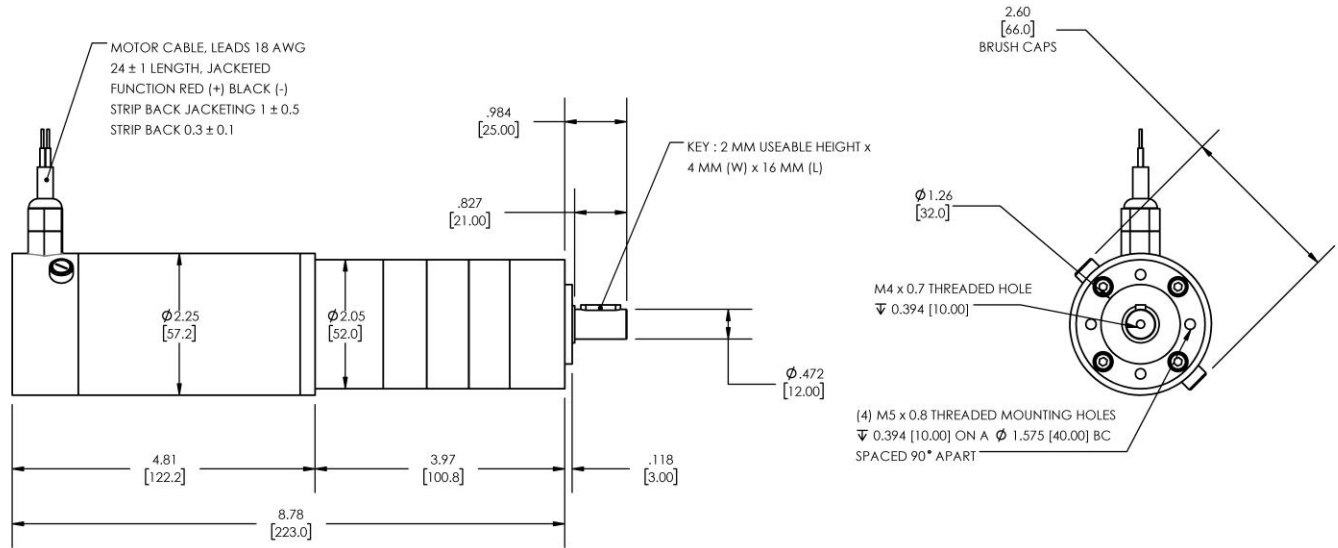 MOTOR CABLE, LEADS 18 AWG
24 ± 1 LENGTH, JACKETED
FUNCTION RED (+) BLACK (-)
STRIP BACK JACKETING 1 ± 0.5
STRIP BACK 0.3 ± 0.1
.984
[25.00]
KEY : 2 MM USEABLE HEIGHT x
4 MM (W) x 16 MM (L)
.827
[21.00]
Ø2.25
[57.2]
Ø2.05
[52.0]
Ø.472
[12.00]
4.81
[122.2]
3.97
[100.8]
.118
[3.00]
8.78
[223.0]
2.60
[66.0]
BRUSH CAPS
Ø1.26
[32.0]
M4 x 0.7 THREADED HOLE
↧ 0.394 [10.00]
(4) M5 x 0.8 THREADED MOUNTING HOLES
↧ 0.394 [10.00] ON A Ø 1.575 [40.00] BC
SPACED 90° APART